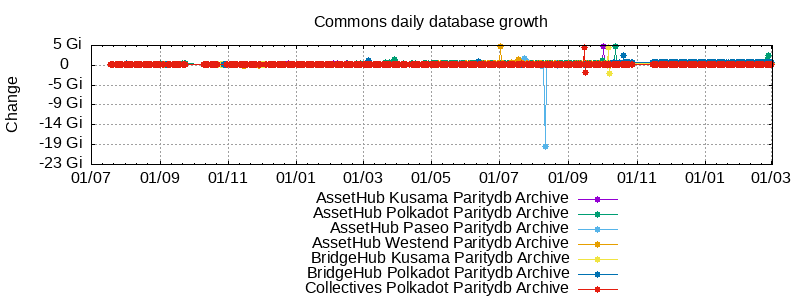 Commons daily database growth
5 Gi
0
-5 Gi
-9 Gi
-14 Gi
-19 Gi
-23 Gi
Change
01/07 01/09 01/11 01/01 01/03 01/05 01/07 01/09 01/11 01/01 01/03
AssetHub Kusama Paritydb Archive
AssetHub Polkadot Paritydb Archive
AssetHub Paseo Paritydb Archive
AssetHub Westend Paritydb Archive
BridgeHub Kusama Paritydb Archive
BridgeHub Polkadot Paritydb Archive
Collectives Polkadot Paritydb Archive